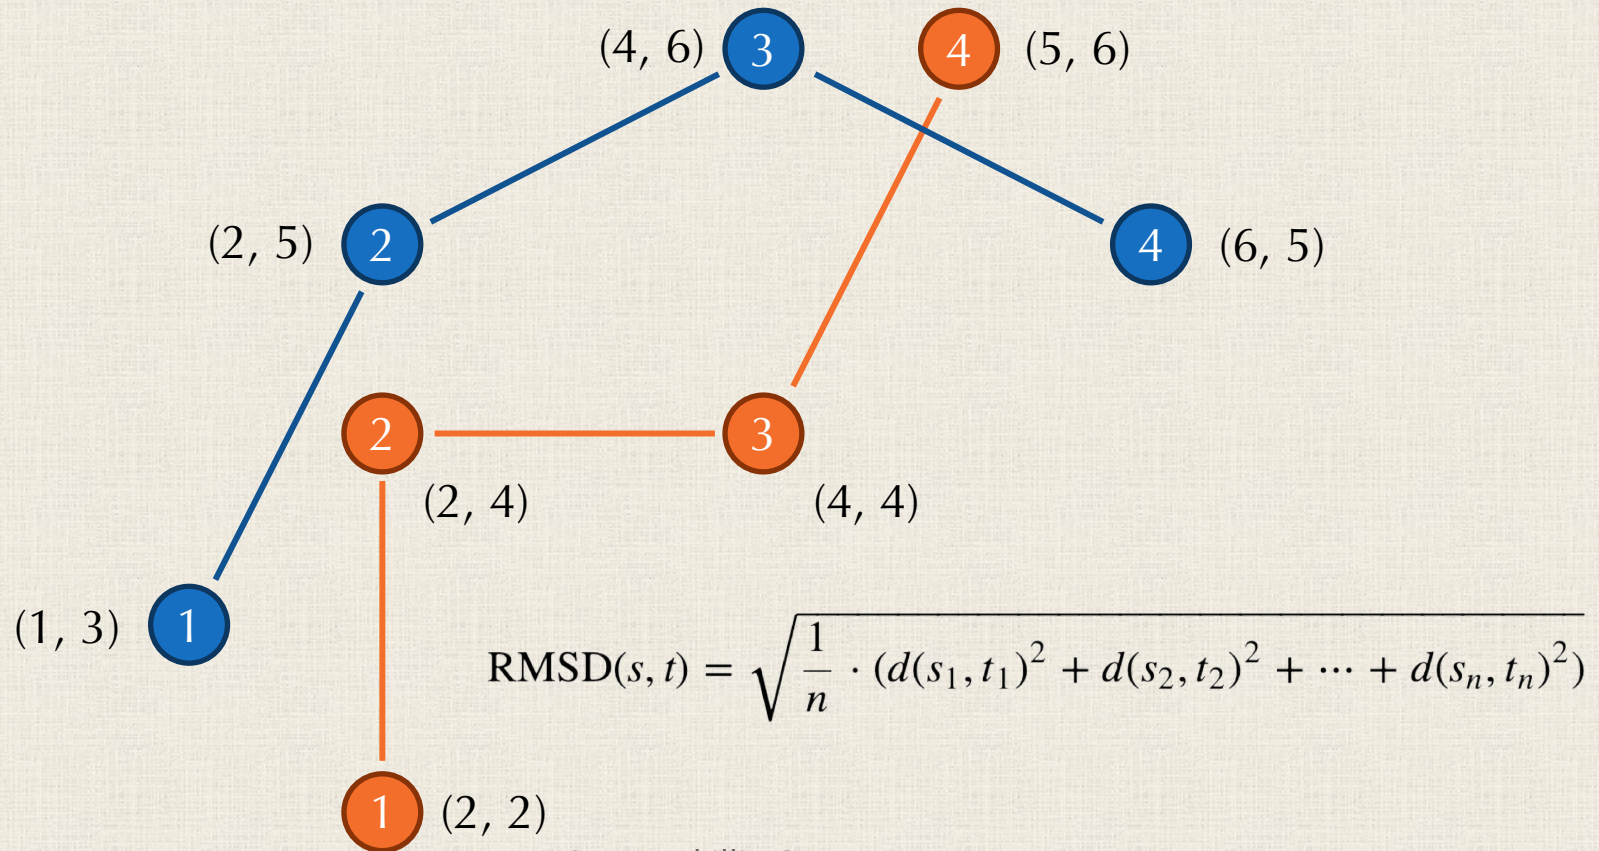 (4, 6) 3 4 (5, 6)
(2, 5) 2 4 (6, 5)
2 3
(2, 4) (4, 4)
(1, 3) 1
RMSD(s, t) = √(1/n · (d(s₁, t₁)² + d(s₂, t₂)² + ⋯ + d(sₙ, tₙ)²))
1 (2, 2)